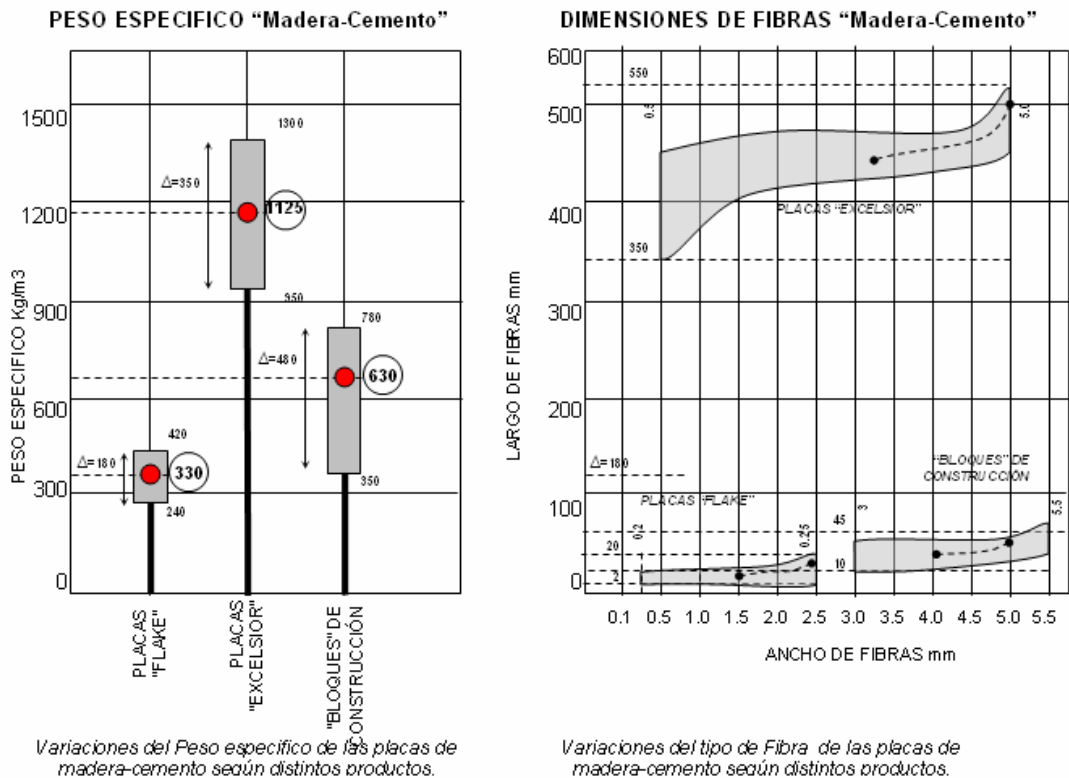 PESO ESPECIFICO "Madera-Cemento"
1500
1200
900
600
300
0
PESO ESPECIFICO Kg/m3
1300
Δ=350
1125
950
780
Δ=480
630
350
420
Δ=180
330
240
PLACAS
"FLAKE"
PLACAS
"EXCELSIOR"
"BLOQUES" DE
CONSTRUCCIÓN
Variaciones del Peso especifico de las placas de
madera-cemento según distintos productos.
DIMENSIONES DE FIBRAS "Madera-Cemento"
600
500
400
300
200
100
0
LARGO DE FIBRAS mm
550
0.5
5.0
PLACAS "EXCELSIOR"
350
Δ=180
"BLOQUES" DE
CONSTRUCCIÓN
PLACAS "FLAKE"
0.2
0.25
3
45
5.5
20
2
10
0.1 0.5 1.0 1.5 2.0 2.5 3.0 3.5 4.0 4.5 5.0 5.5
ANCHO DE FIBRAS mm
Variaciones del tipo de Fibra de las placas de
madera-cemento según distintos productos.